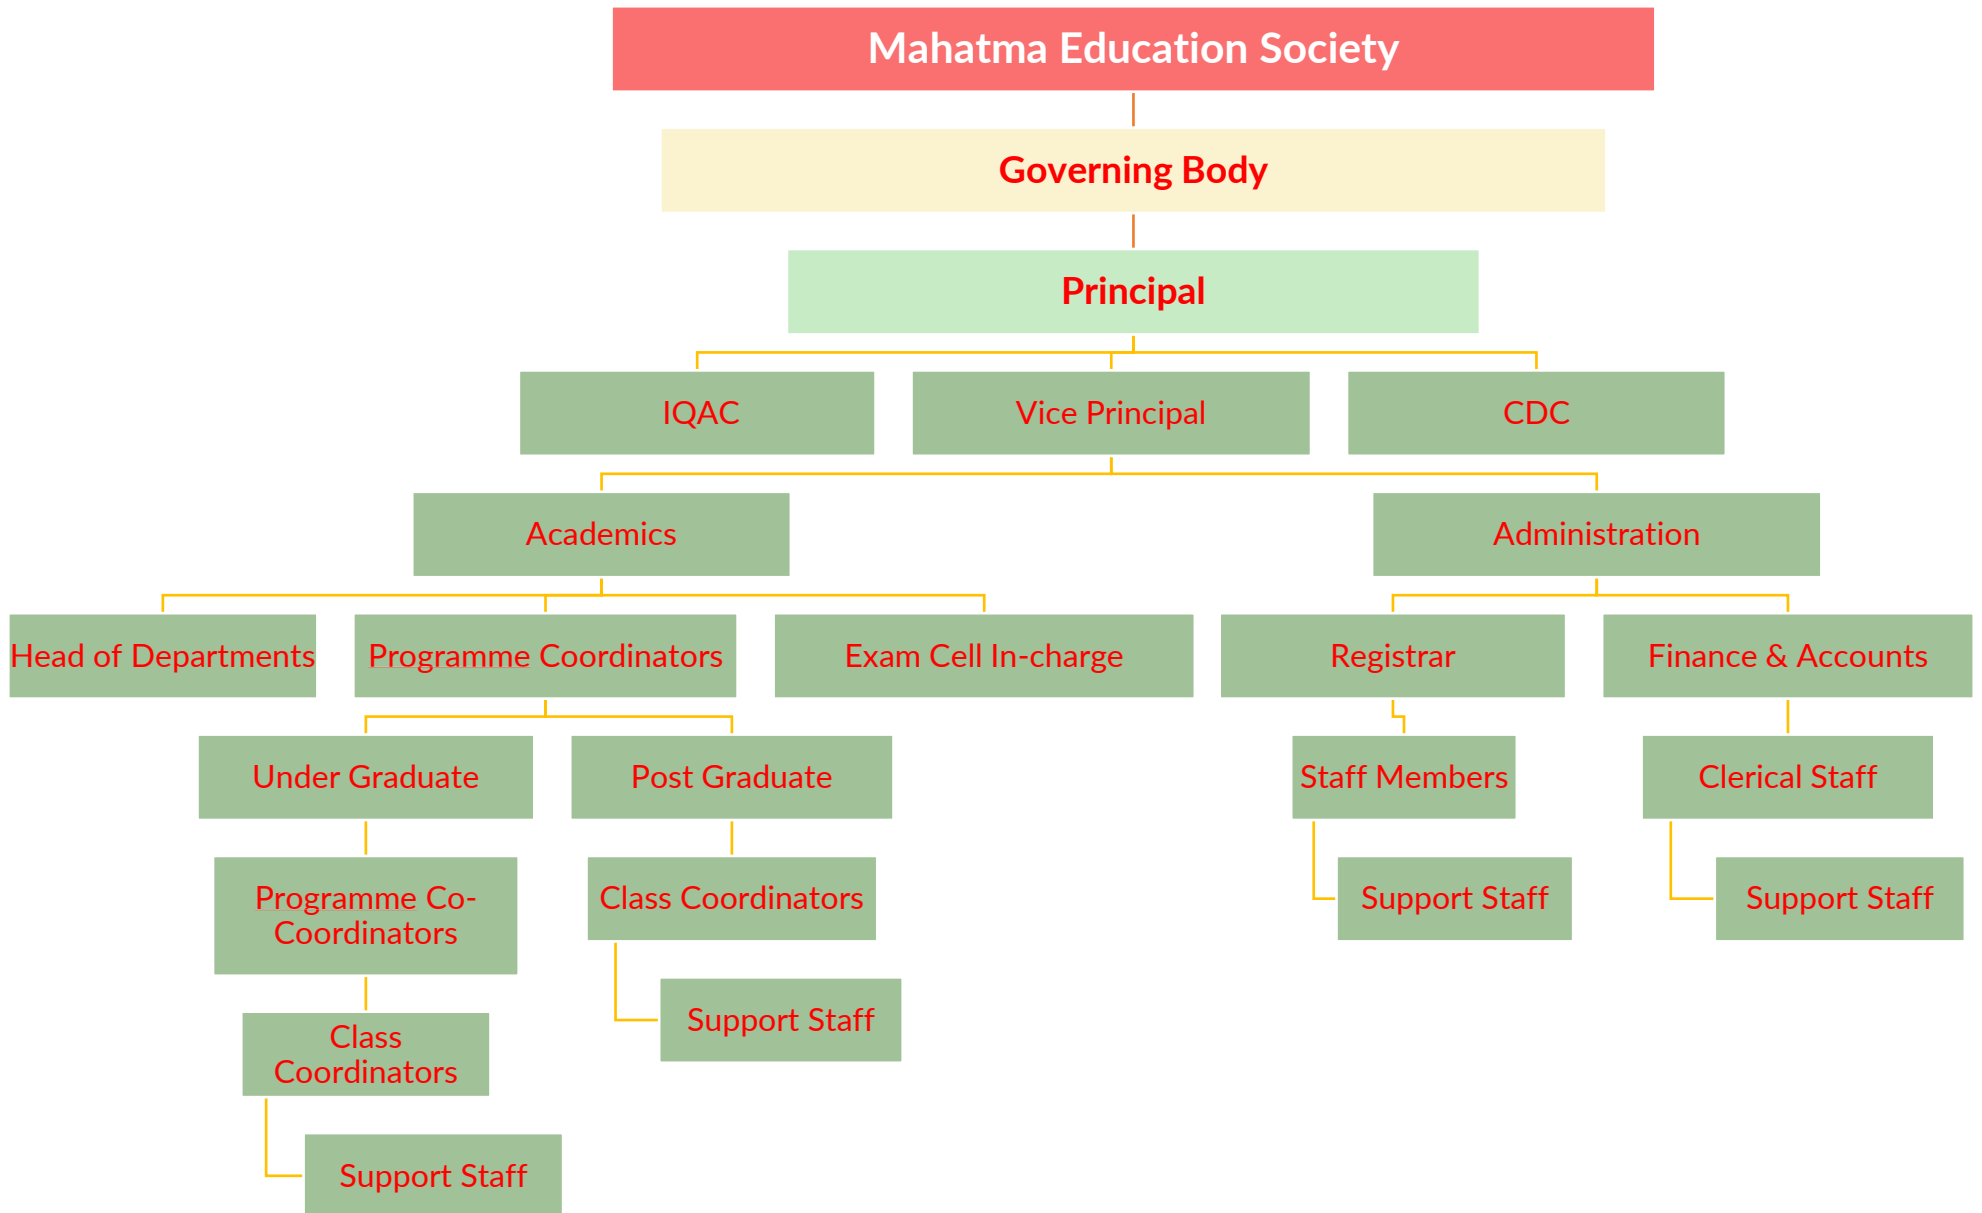 Mahatma Education Society
Governing Body
Principal
IQAC
Vice Principal
CDC
Academics
Administration
Head of Departments
Programme Coordinators
Exam Cell In-charge
Registrar
Finance & Accounts
Under Graduate
Post Graduate
Staff Members
Clerical Staff
Programme Co-
Coordinators
Class Coordinators
Support Staff
Support Staff
Class
Coordinators
Support Staff
Support Staff